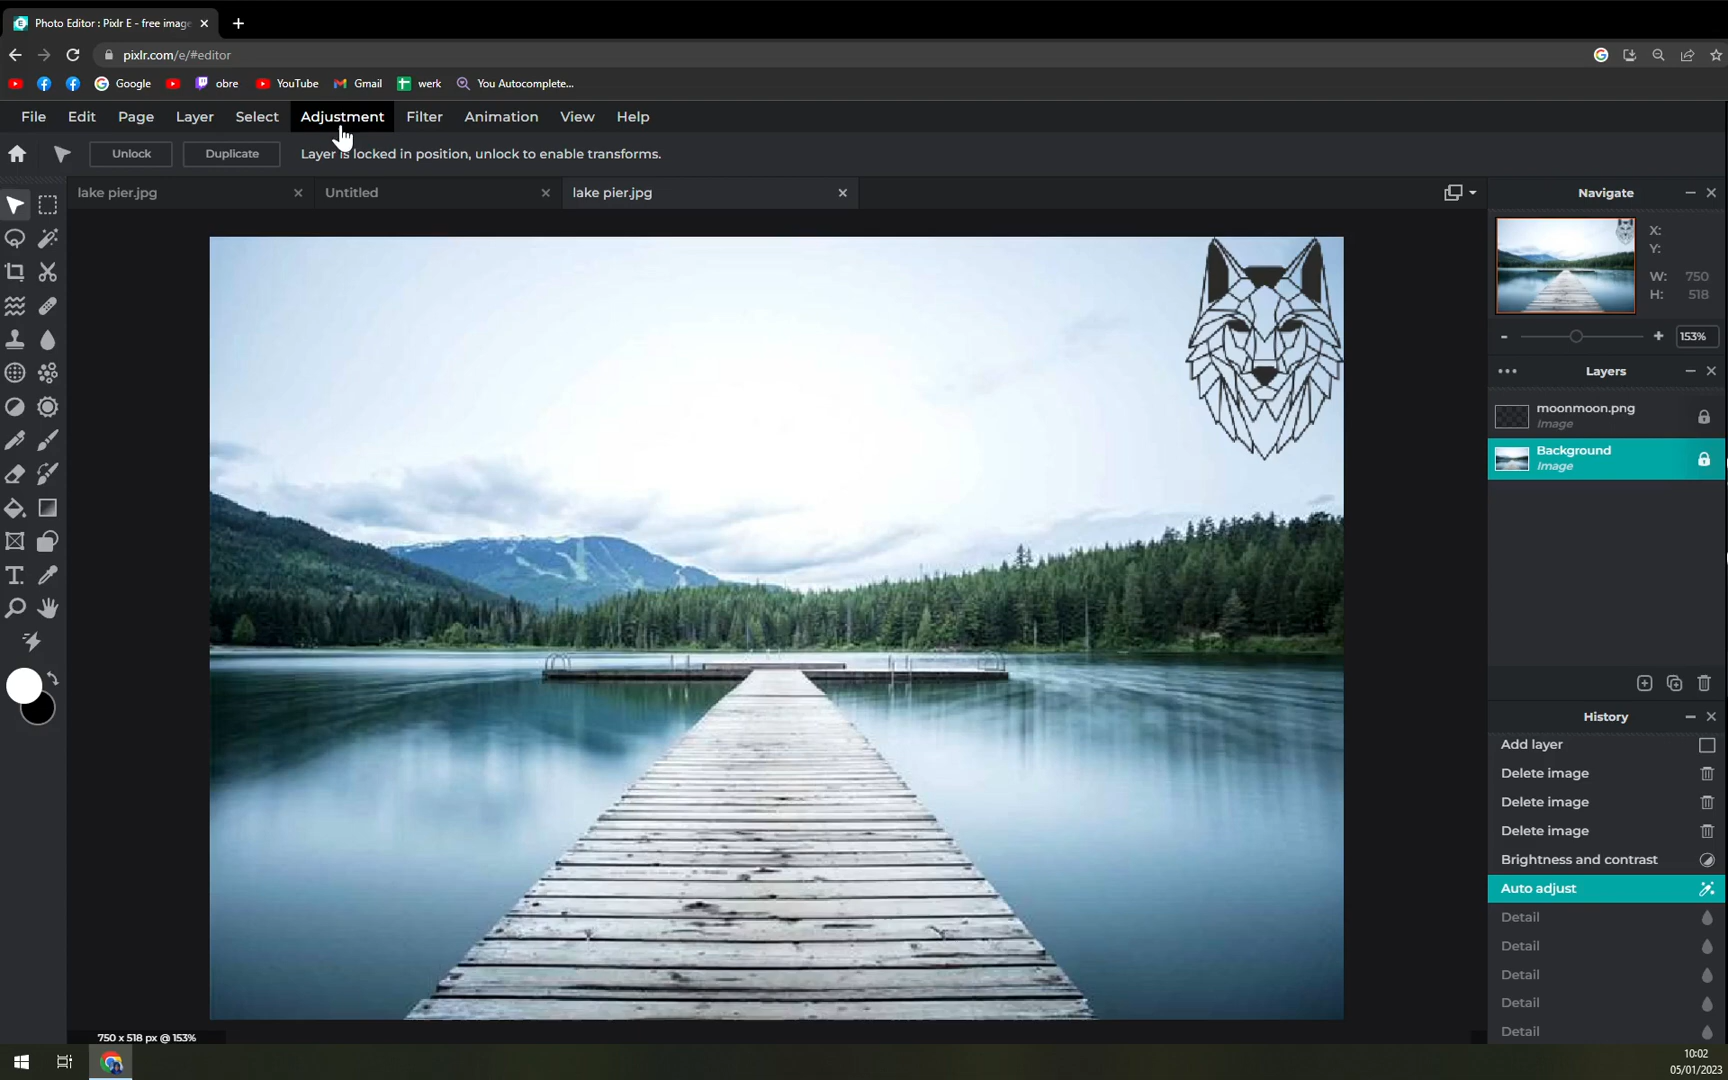 Photo Editor : Pixlr E - free image
pixlr.com/e/#editor
Google
obre
YouTube
Gmail
werk
You Autocomplete...
File
Edit
Page
Layer
Select
Adjustment
Filter
Animation
View
Help
Unlock
Duplicate
Layer is locked in position, unlock to enable transforms.
lake pier.jpg
Untitled
lake pier.jpg
Navigate
X:
Y:
W: 750
H: 518
153%
Layers
moonmoon.png
Image
Background
Image
History
Add layer
Delete image
Delete image
Delete image
Brightness and contrast
Auto adjust
Detail
Detail
Detail
Detail
Detail
750 x 518 px @ 153%
10:02
05/01/2023